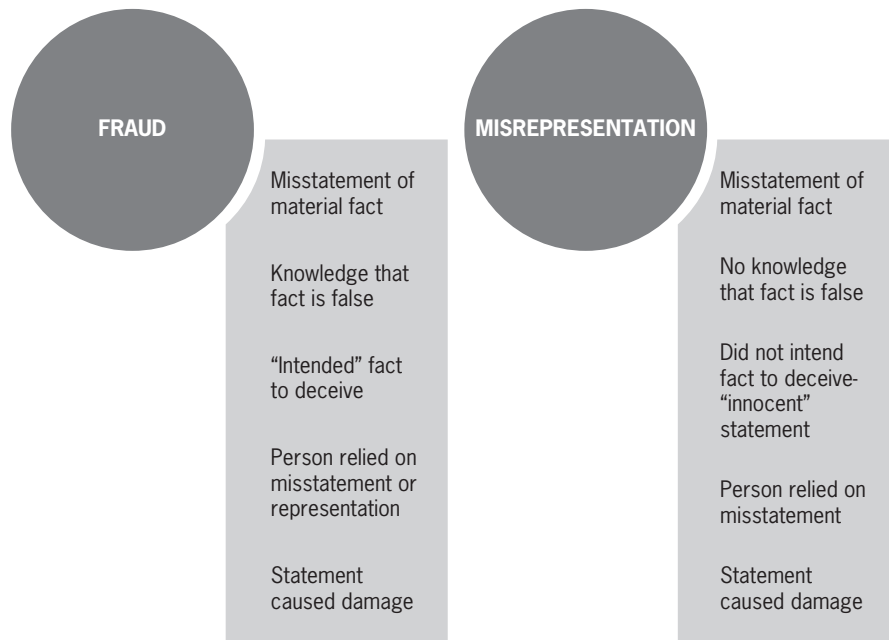 FRAUD
Misstatement of
material fact
Knowledge that
fact is false
“Intended” fact
to deceive
Person relied on
misstatement or
representation
Statement
caused damage
MISREPRESENTATION
Misstatement of
material fact
No knowledge
that fact is false
Did not intend
fact to deceive-
“innocent”
statement
Person relied on
misstatement
Statement
caused damage